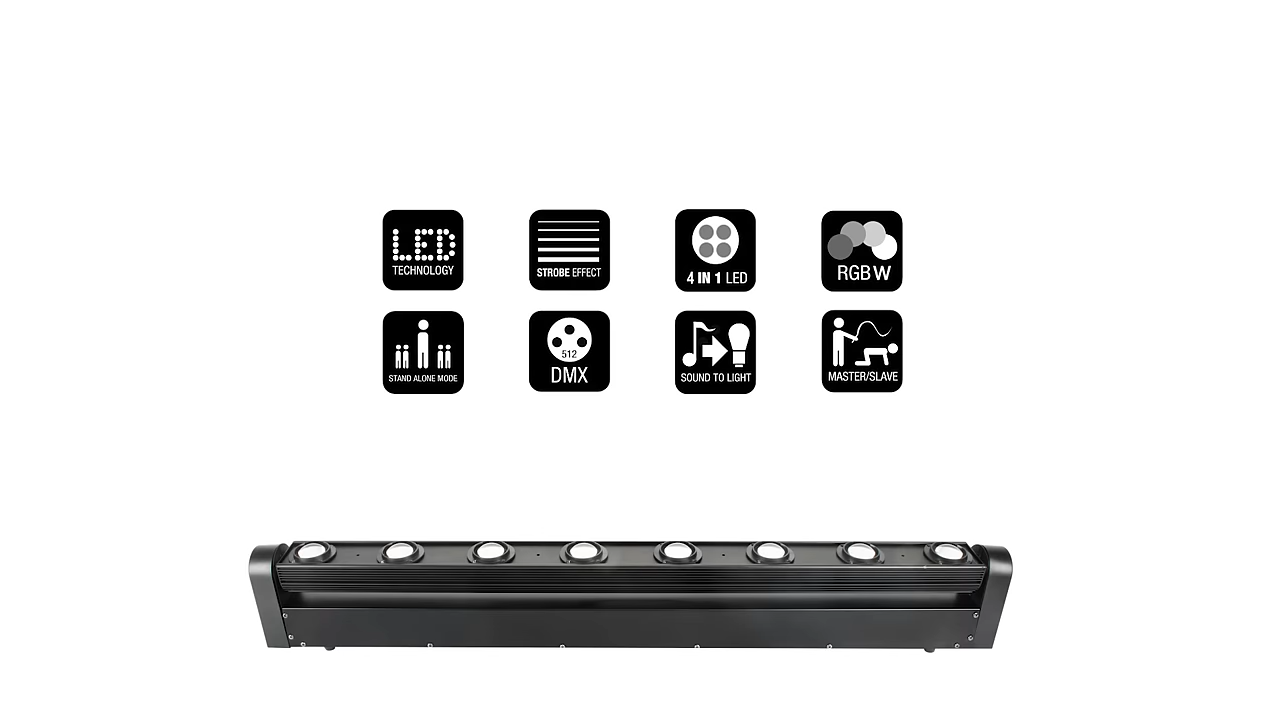 LED
TECHNOLOGY
STROBE EFFECT
4 IN 1 LED
RGBW
STAND ALONE MODE
512
DMX
SOUND TO LIGHT
MASTER/SLAVE